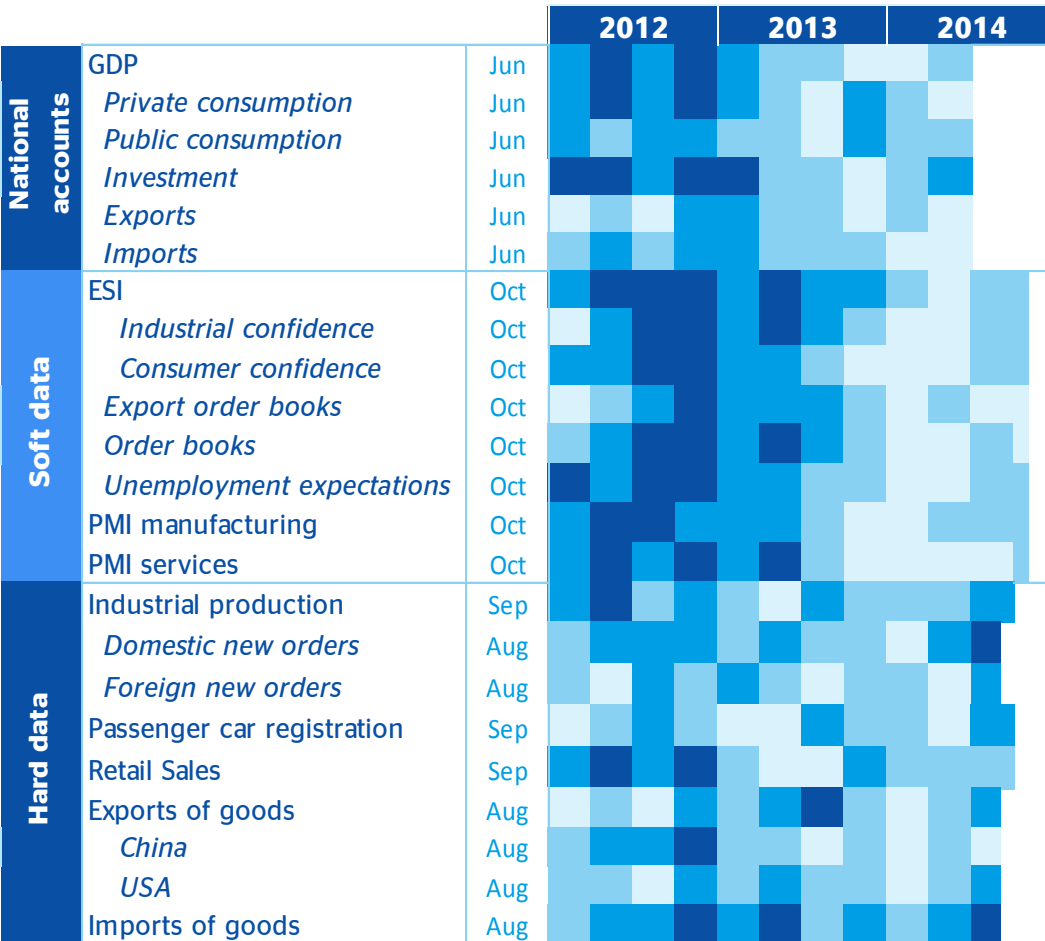 2012 2013 2014
National accounts
GDP Jun
Private consumption Jun
Public consumption Jun
Investment Jun
Exports Jun
Imports Jun
Soft data
ESI Oct
Industrial confidence Oct
Consumer confidence Oct
Export order books Oct
Order books Oct
Unemployment expectations Oct
PMI manufacturing Oct
PMI services Oct
Hard data
Industrial production Sep
Domestic new orders Aug
Foreign new orders Aug
Passenger car registration Sep
Retail Sales Sep
Exports of goods Aug
China Aug
USA Aug
Imports of goods Aug